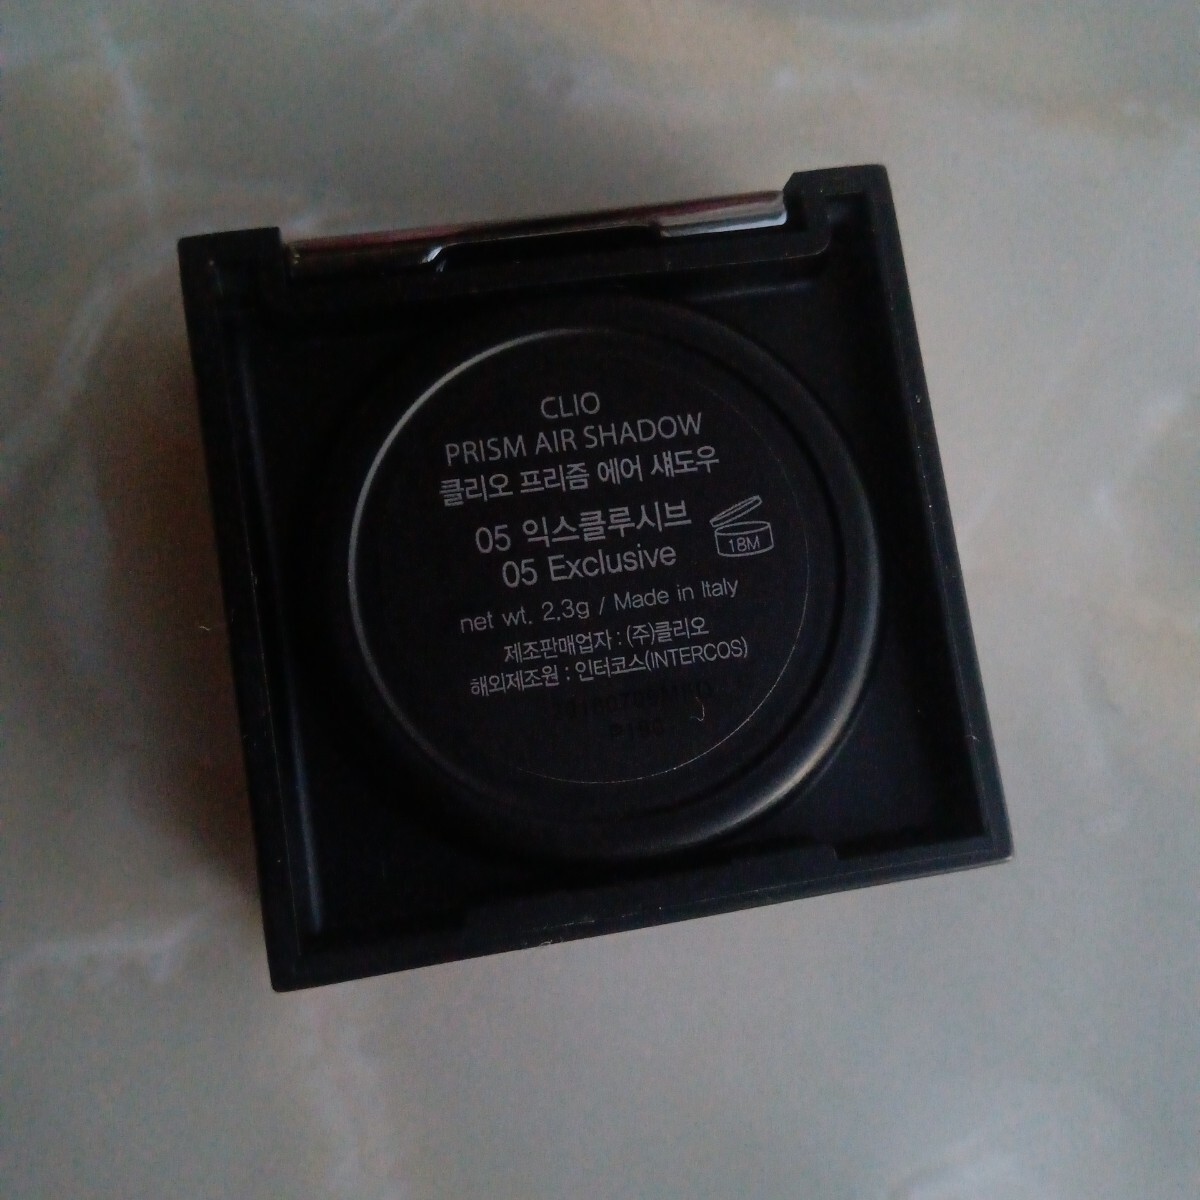 CLIO
PRISM AIR SHADOW
클리오 프리즘 에어 섀도우
05 익스클루시브
05 Exclusive
18M
net wt. 2.3g / Made in Italy
제조판매업자 : (주)클리오
해외제조원 : 인터코스(INTERCOS)